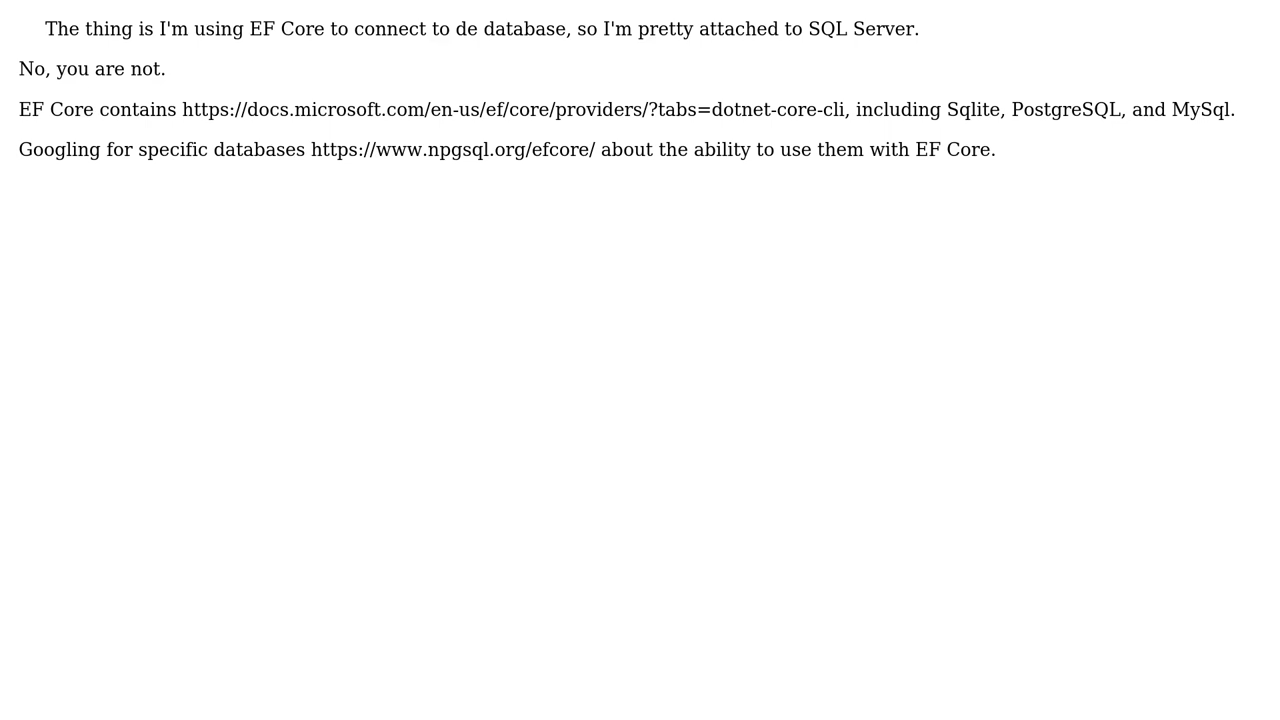 The thing is I'm using EF Core to connect to de database, so I'm pretty attached to SQL Server.
No, you are not.
EF Core contains https://docs.microsoft.com/en-us/ef/core/providers/?tabs=dotnet-core-cli, including Sqlite, PostgreSQL, and MySql.
Googling for specific databases https://www.npgsql.org/efcore/ about the ability to use them with EF Core.